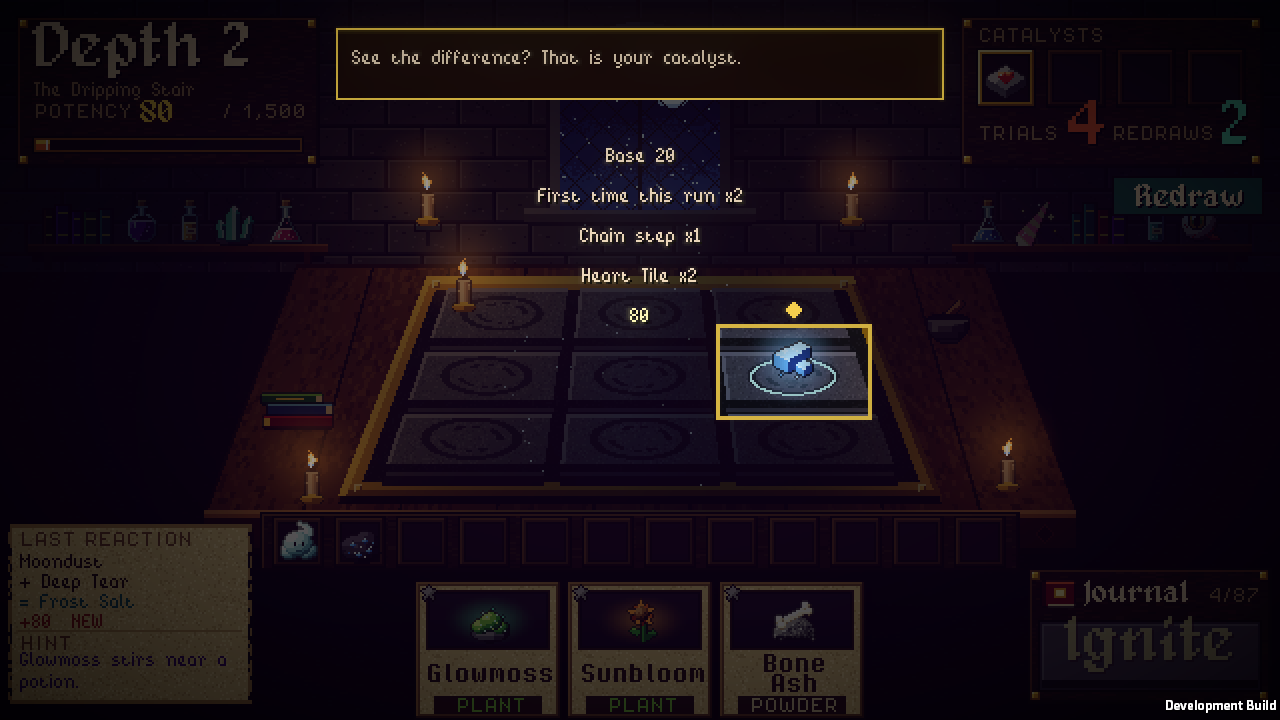 Depth 2
The Dripping Stair
POTENCY 80 / 1,500
See the difference? That is your catalyst.
CATALYSTS
TRIALS 4 REDRAWS 2
Redraw
Base 20
First time this run x2
Chain step x1
Heart Tile x2
80
LAST REACTION
Moondust
+ Deep Tear
= Frost Salt
+80 NEW
HINT
Glowmoss stirs near a
potion.
Glowmoss
PLANT
Sunbloom
PLANT
Bone
Ash
POWDER
Journal 4/87
Ignite
Development Build